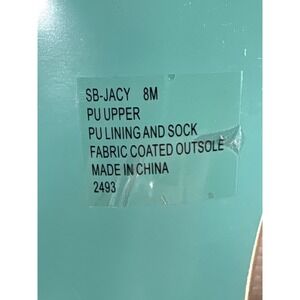 SB-JACY 8M
PU UPPER
PU LINING AND SOCK
FABRIC COATED OUTSOLE
MADE IN CHINA
2493